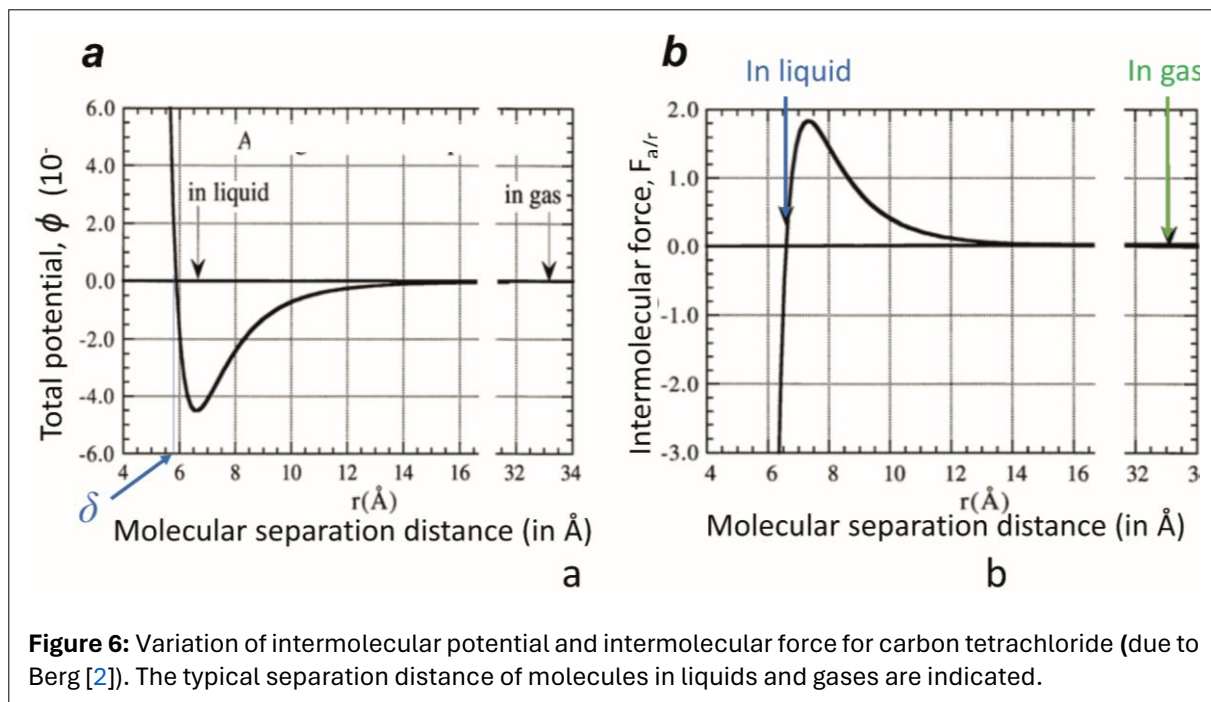 a
b
In liquid
In gas
Total potential, ϕ (10-
6.0
4.0
2.0
0.0
-2.0
-4.0
-6.0
A
in liquid
in gas
4 6 8 10 12 14 16 32 34
r(Å)
δ
Molecular separation distance (in Å)
a
Intermolecular force, Fa/r
2.0
1.0
0.0
-1.0
-2.0
-3.0
4 6 8 10 12 14 16 32
r(Å)
Molecular separation distance (in Å)
b
Figure 6: Variation of intermolecular potential and intermolecular force for carbon tetrachloride (due to
Berg [2]). The typical separation distance of molecules in liquids and gases are indicated.